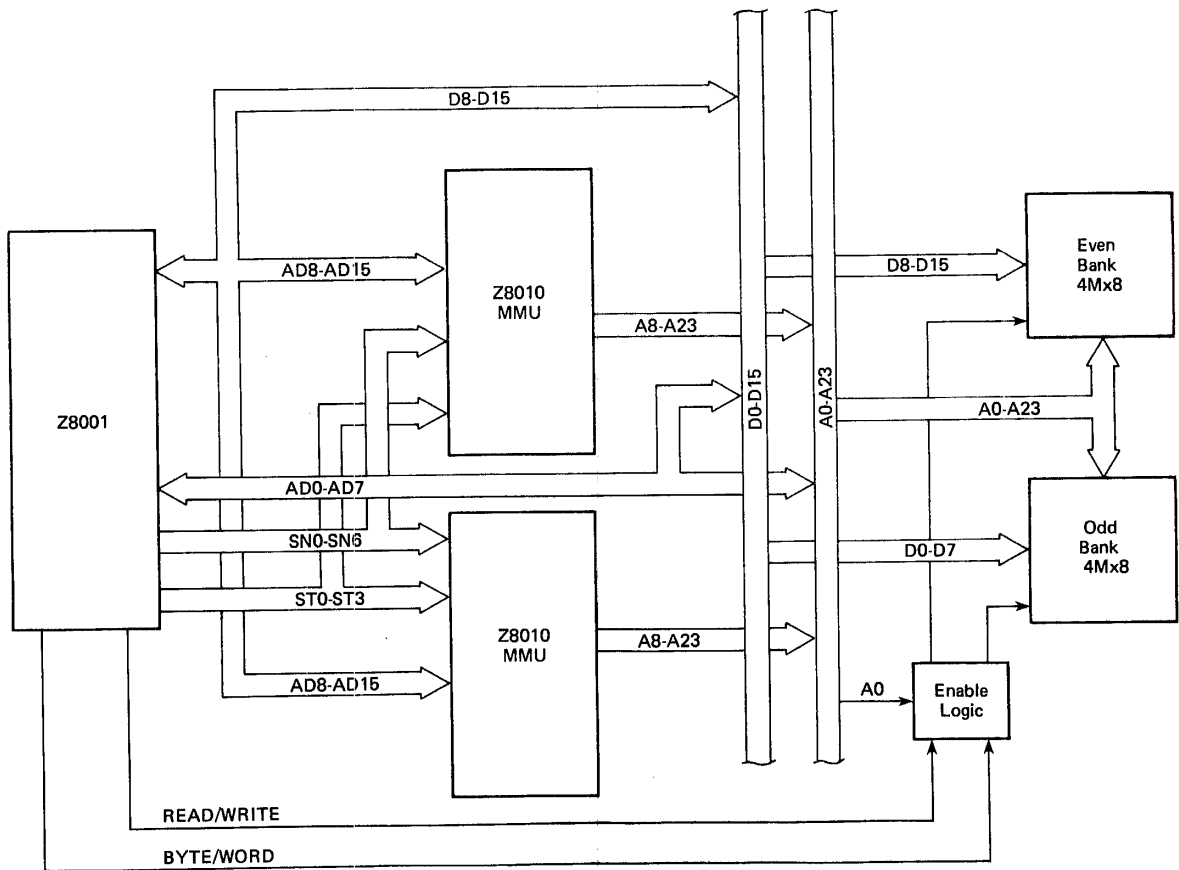 D8-D15
Even
Bank
4Mx8
AD8-AD15
D8-D15
Z8010
MMU
A8-A23
Z8001
D0-D15
A0-A23
A0-A23
AD0-AD7
SN0-SN6
Odd
Bank
4Mx8
D0-D7
ST0-ST3
Z8010
MMU
A8-A23
AD8-AD15
A0
Enable
Logic
READ/WRITE
BYTE/WORD